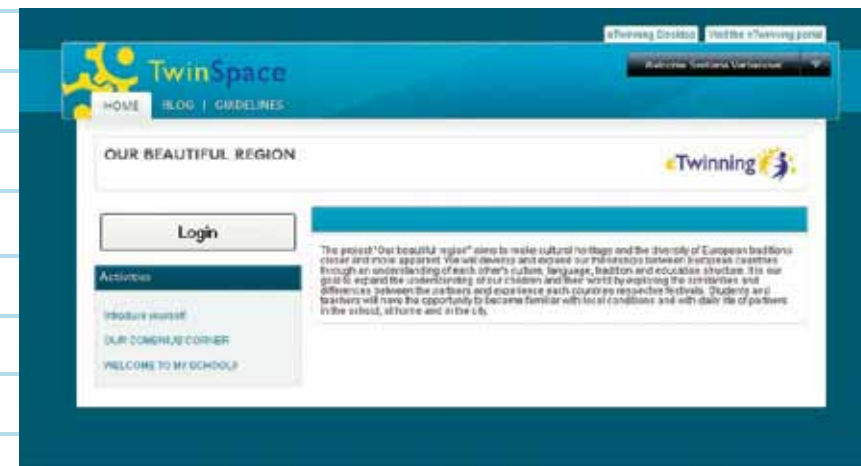 eTwinning Desktop Visit the eTwinning portal
TwinSpace
Welcome
HOME BLOG | GUIDELINES
OUR BEAUTIFUL REGION
eTwinning
Login
The project "Our beautiful region" aims to make cultural heritage and the diversity of European traditions
closer and more apparent. We will develop and expand our friendships between European countries
through an understanding of each other's culture, language, tradition and education structure. It is our
goal to expand the understanding of our children and their world by exploring the similarities and
differences between the partners and experience each countries respective festivals. Students and
teachers will have the opportunity to become familiar with local conditions and with daily life of partners
in the school, at home and in the city.
Activities
Introduce yourself
OUR COMENIUS CORNER
WELCOME TO MY SCHOOL!